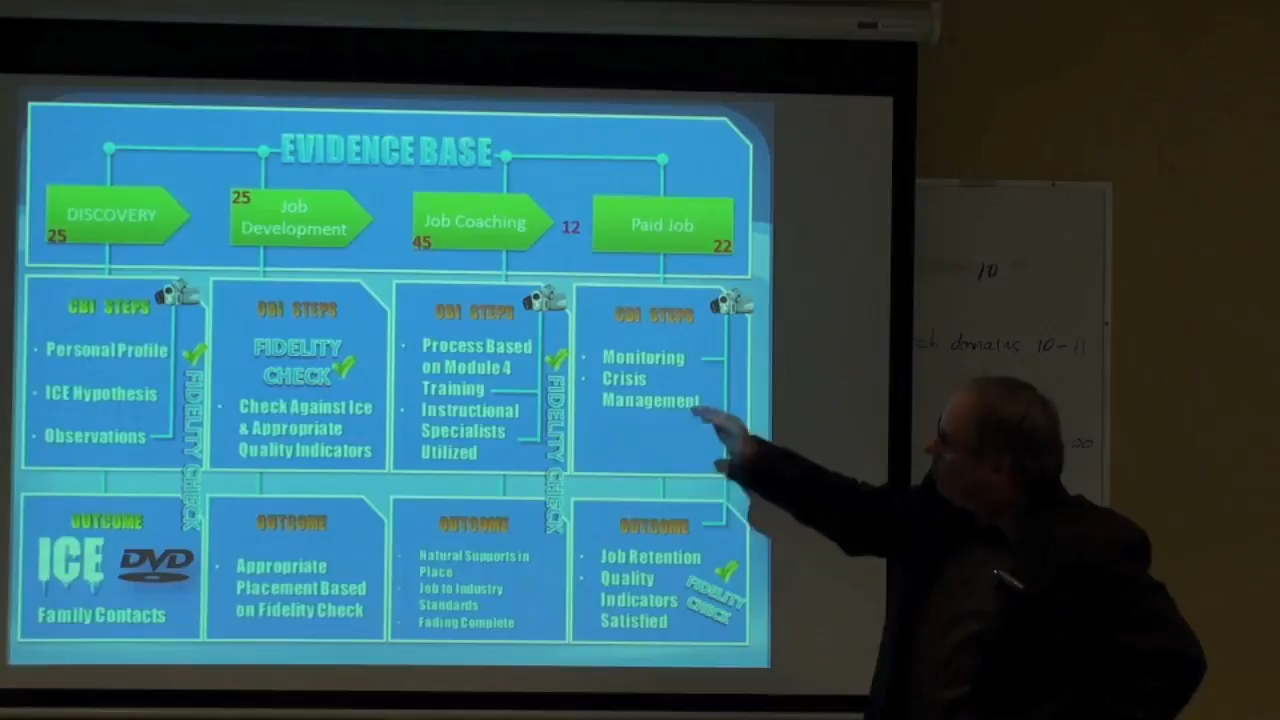 EVIDENCE BASE
DISCOVERY
25
25
Job
Development
Job Coaching
45
12
Paid Job
22
CBI STEPS
Personal Profile
ICE Hypothesis
Observations
FIDELITY CHECK
CBI STEPS
FIDELITY
CHECK
Check Against Ice
& Appropriate
Quality Indicators
CBI STEPS
Process Based
on Module 4
Training
Instructional
Specialists
Utilized
FIDELITY CHECK
CBI STEPS
Monitoring
Crisis
Management
OUTCOME
ICE DVD
Family Contacts
OUTCOME
Appropriate
Placement Based
on Fidelity Check
OUTCOME
Natural Supports in
Place
Job to Industry
Standards
Fading Complete
OUTCOME
Job Retention
Quality
Indicators
Satisfied
FIDELITY
CHECK
10
domains 10-11